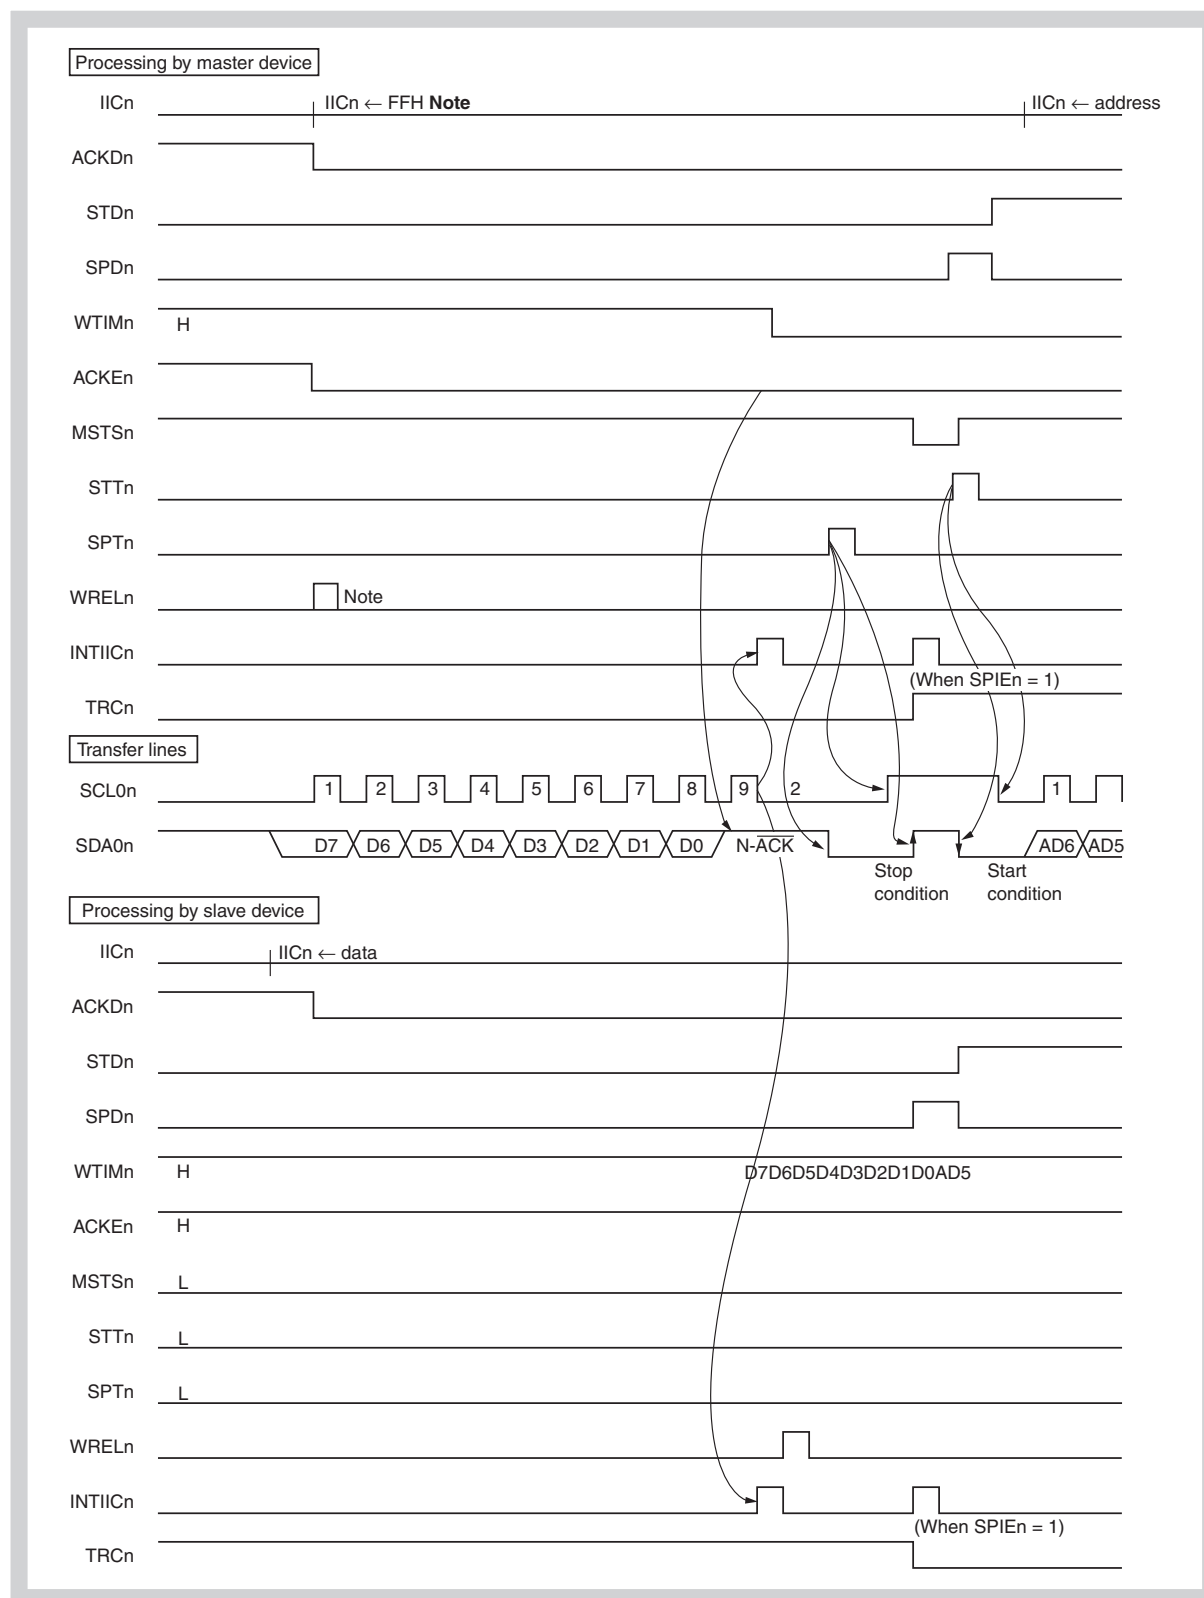 Processing by master device
IICn
IICn ← FFH Note
IICn ← address
ACKDn
STDn
SPDn
WTIMn H
ACKEn
MSTSn
STTn
SPTn
WRELn Note
INTIICn
(When SPIEn = 1)
TRCn
Transfer lines
SCL0n 1 2 3 4 5 6 7 8 9 2 1
SDA0n D7 D6 D5 D4 D3 D2 D1 D0 N-ACK AD6 AD5
Stop condition
Start condition
Processing by slave device
IICn
IICn ← data
ACKDn
STDn
SPDn
WTIMn H D7D6D5D4D3D2D1D0AD5
ACKEn H
MSTSn L
STTn L
SPTn L
WRELn
INTIICn
(When SPIEn = 1)
TRCn